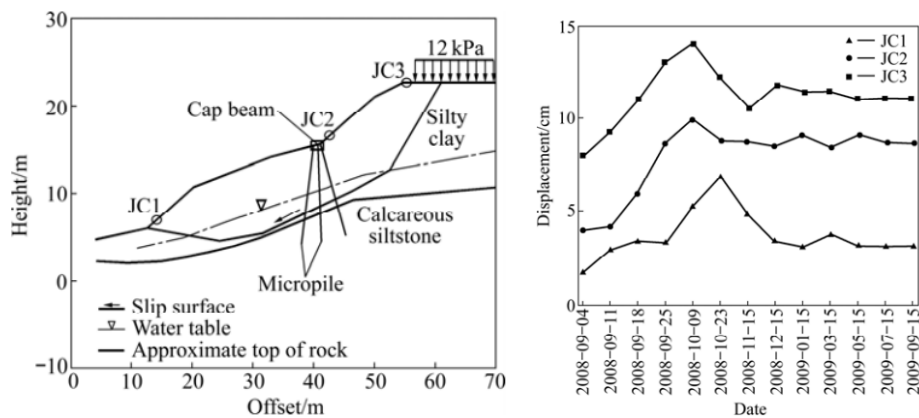 30
20
10
0
−10
Height/m
0
10
20
30
40
50
60
70
Offset/m
12 kPa
JC3
Cap beam
JC2
Silty
clay
JC1
Calcareous
siltstone
Micropile
Slip surface
Water table
Approximate top of rock
15
10
5
0
Displacement/cm
JC1
JC2
JC3
2008-09-04
2008-09-11
2008-09-18
2008-09-25
2008-10-09
2008-10-23
2008-11-15
2008-12-15
2009-01-15
2009-03-15
2009-05-15
2009-07-15
2009-09-15
Date